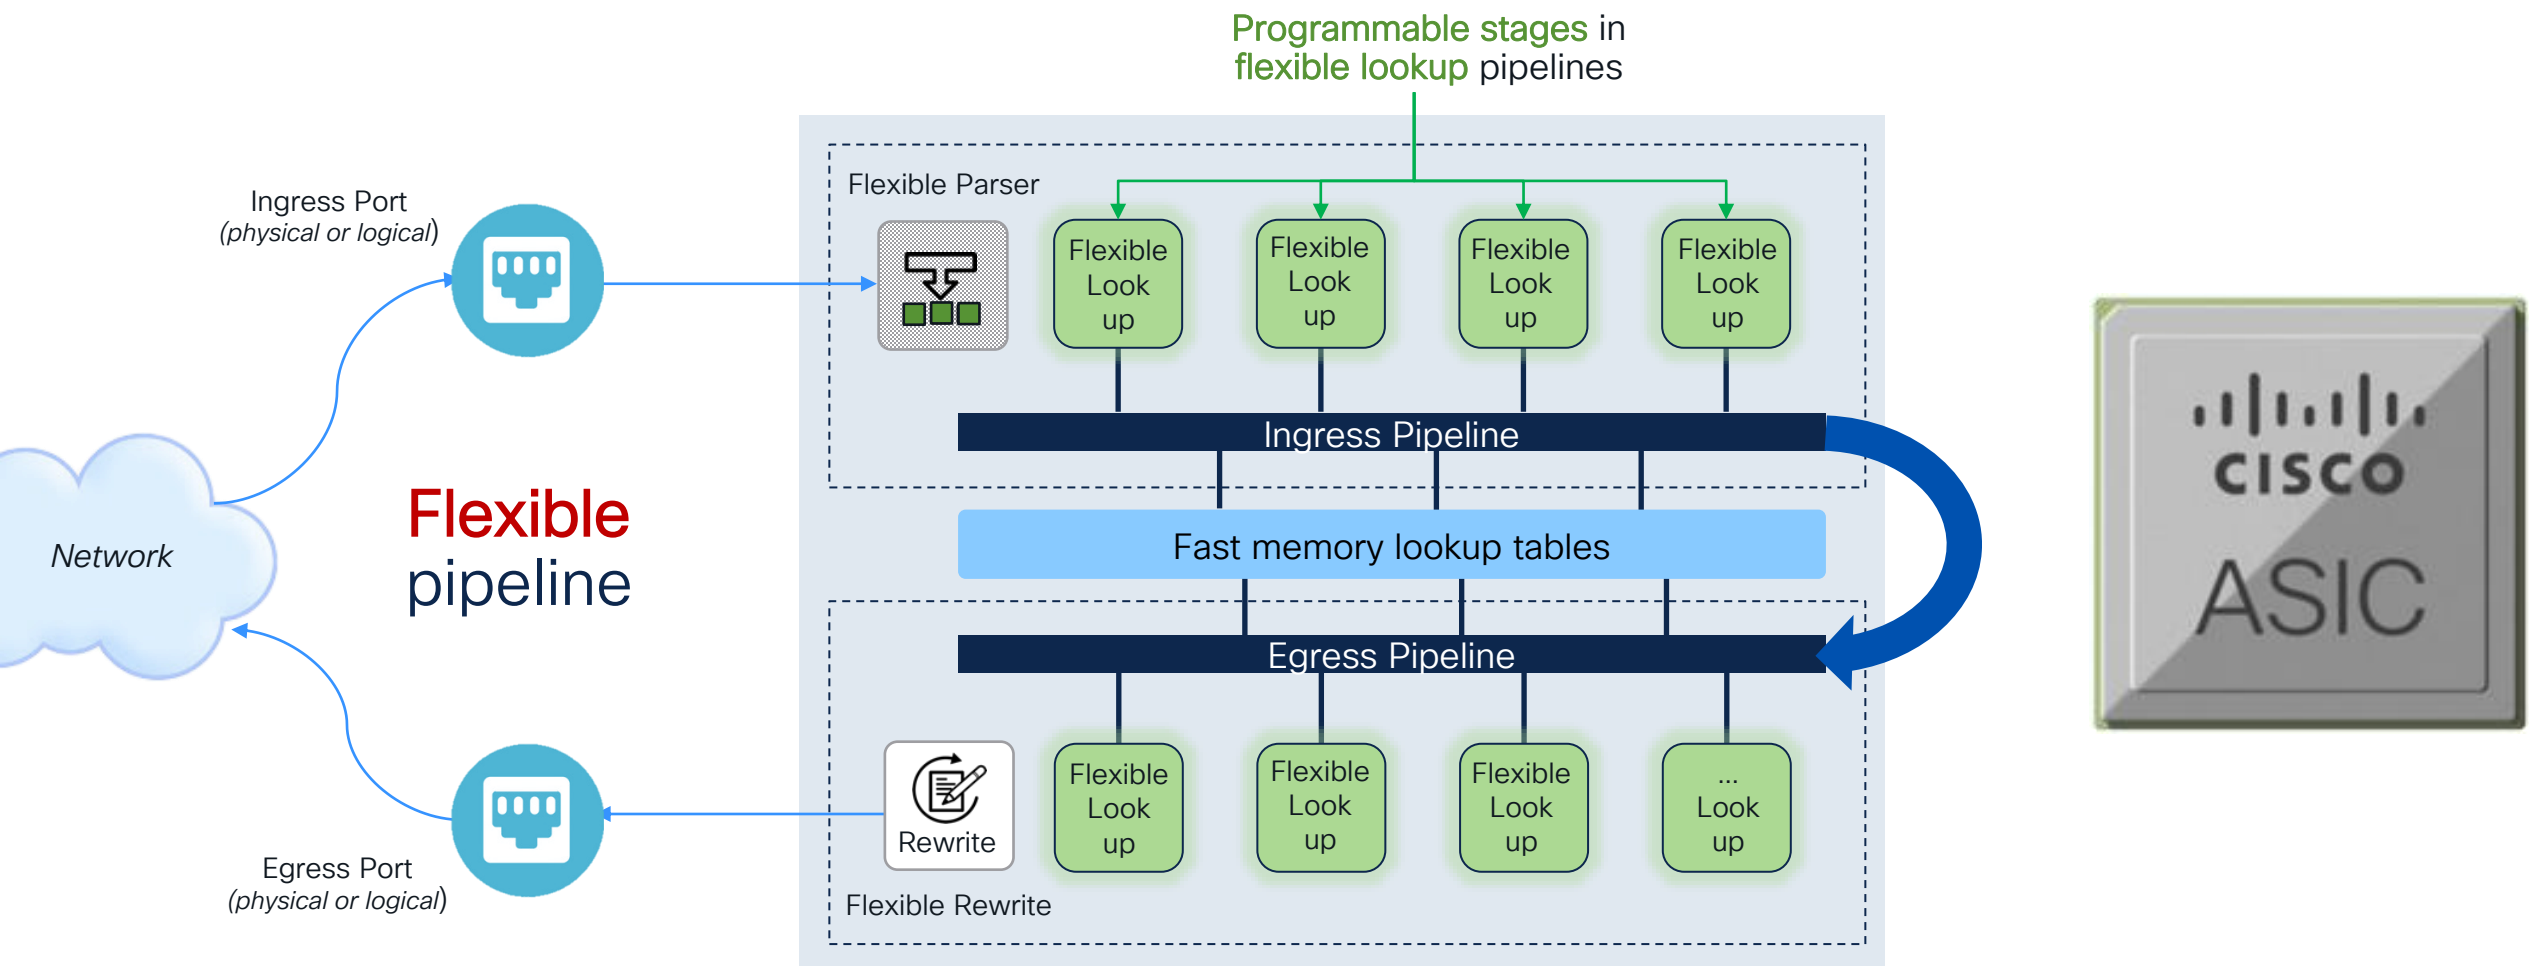 Programmable stages in
flexible lookup pipelines
Ingress Port
(physical or logical)
Flexible Parser
Flexible
Look
up
Flexible
Look
up
Flexible
Look
up
Flexible
Look
up
Ingress Pipeline
Network
Flexible
pipeline
Fast memory lookup tables
Egress Pipeline
Egress Port
(physical or logical)
Rewrite
Flexible Rewrite
Flexible
Look
up
Flexible
Look
up
Flexible
Look
up
...
Look
up
CISCO
ASIC